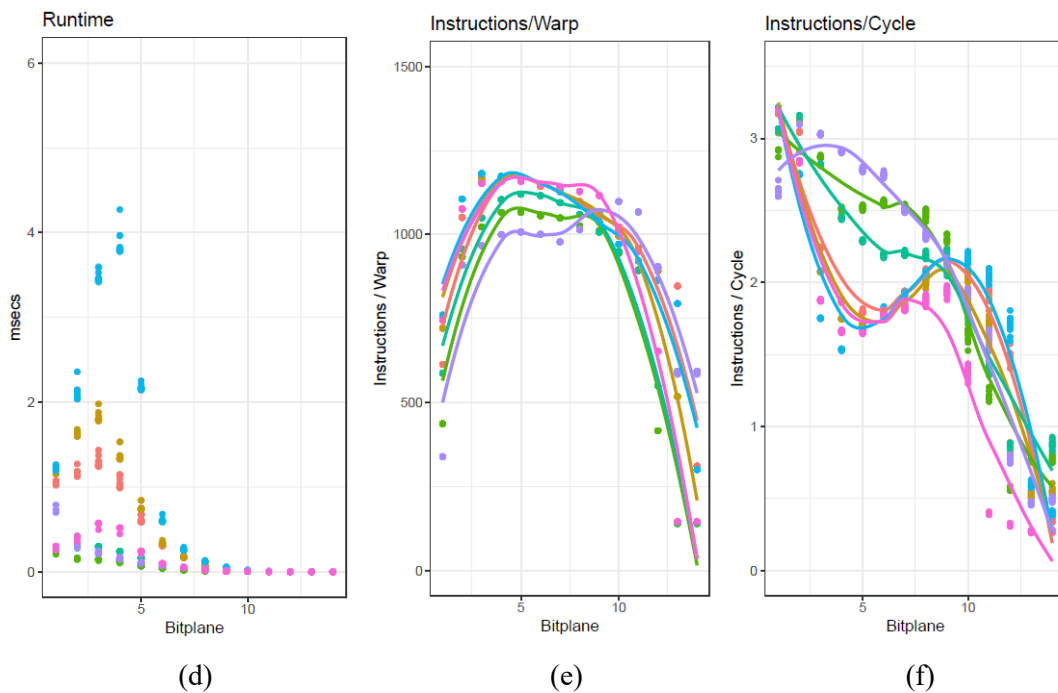 Runtime
6
4
2
0
msecs
5
10
Bitplane
(d)
Instructions/Warp
1500
1000
500
0
Instructions / Warp
5
10
Bitplane
(e)
Instructions/Cycle
3
2
1
0
Instructions / Cycle
5
10
Bitplane
(f)